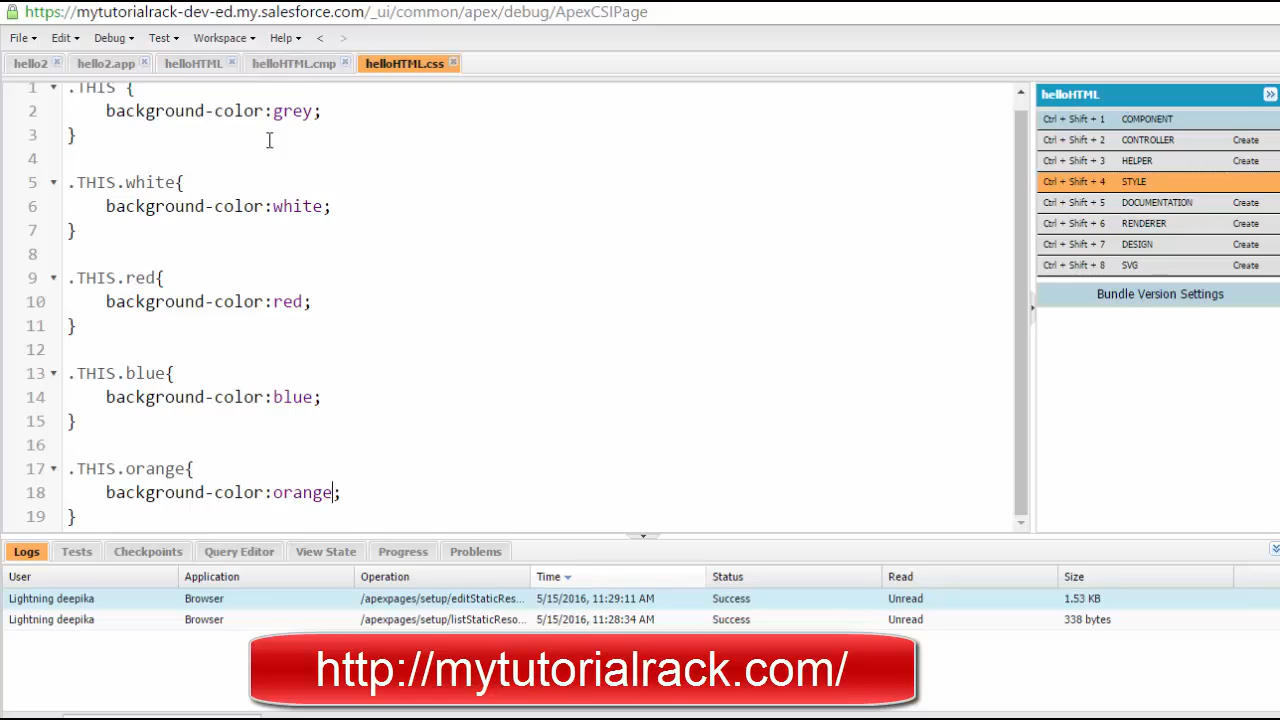 https://mytutorialrack-dev-ed.my.salesforce.com/_ui/common/apex/debug/ApexCSIPage
File Edit Debug Test Workspace Help < >
hello2 hello2.app helloHTML helloHTML.cmp helloHTML.css
1 .THIS {
2 background-color:grey;
3 }
4
5 .THIS.white{
6 background-color:white;
7 }
8
9 .THIS.red{
10 background-color:red;
11 }
12
13 .THIS.blue{
14 background-color:blue;
15 }
16
17 .THIS.orange{
18 background-color:orange;
19 }
helloHTML
Ctrl + Shift + 1 COMPONENT
Ctrl + Shift + 2 CONTROLLER Create
Ctrl + Shift + 3 HELPER Create
Ctrl + Shift + 4 STYLE
Ctrl + Shift + 5 DOCUMENTATION Create
Ctrl + Shift + 6 RENDERER Create
Ctrl + Shift + 7 DESIGN Create
Ctrl + Shift + 8 SVG Create
Bundle Version Settings
Logs Tests Checkpoints Query Editor View State Progress Problems
User Application Operation Time Status Read Size
Lightning deepika Browser /apexpages/setup/editStaticRes... 5/15/2016, 11:29:11 AM Success Unread 1.53 KB
Lightning deepika Browser /apexpages/setup/listStaticReso... 5/15/2016, 11:28:34 AM Success Unread 338 bytes
http://mytutorialrack.com/